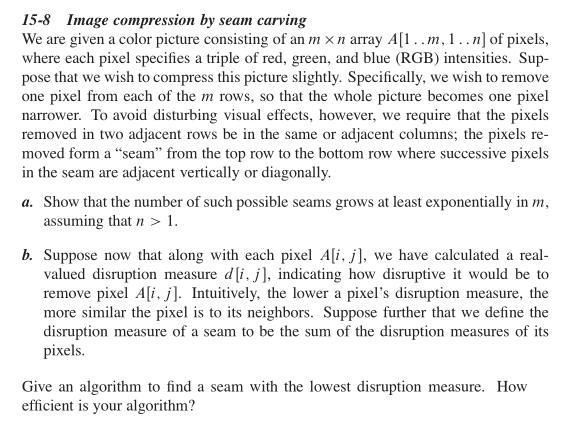 15-8 Image compression by seam carving
We are given a color picture consisting of an m × n array A[1 . . m, 1 . . n] of pixels,
where each pixel specifies a triple of red, green, and blue (RGB) intensities. Sup-
pose that we wish to compress this picture slightly. Specifically, we wish to remove
one pixel from each of the m rows, so that the whole picture becomes one pixel
narrower. To avoid disturbing visual effects, however, we require that the pixels
removed in two adjacent rows be in the same or adjacent columns; the pixels re-
moved form a “seam” from the top row to the bottom row where successive pixels
in the seam are adjacent vertically or diagonally.
a. Show that the number of such possible seams grows at least exponentially in m,
assuming that n > 1.
b. Suppose now that along with each pixel A[i, j], we have calculated a real-
valued disruption measure d[i, j], indicating how disruptive it would be to
remove pixel A[i, j]. Intuitively, the lower a pixel’s disruption measure, the
more similar the pixel is to its neighbors. Suppose further that we define the
disruption measure of a seam to be the sum of the disruption measures of its
pixels.
Give an algorithm to find a seam with the lowest disruption measure. How
efficient is your algorithm?